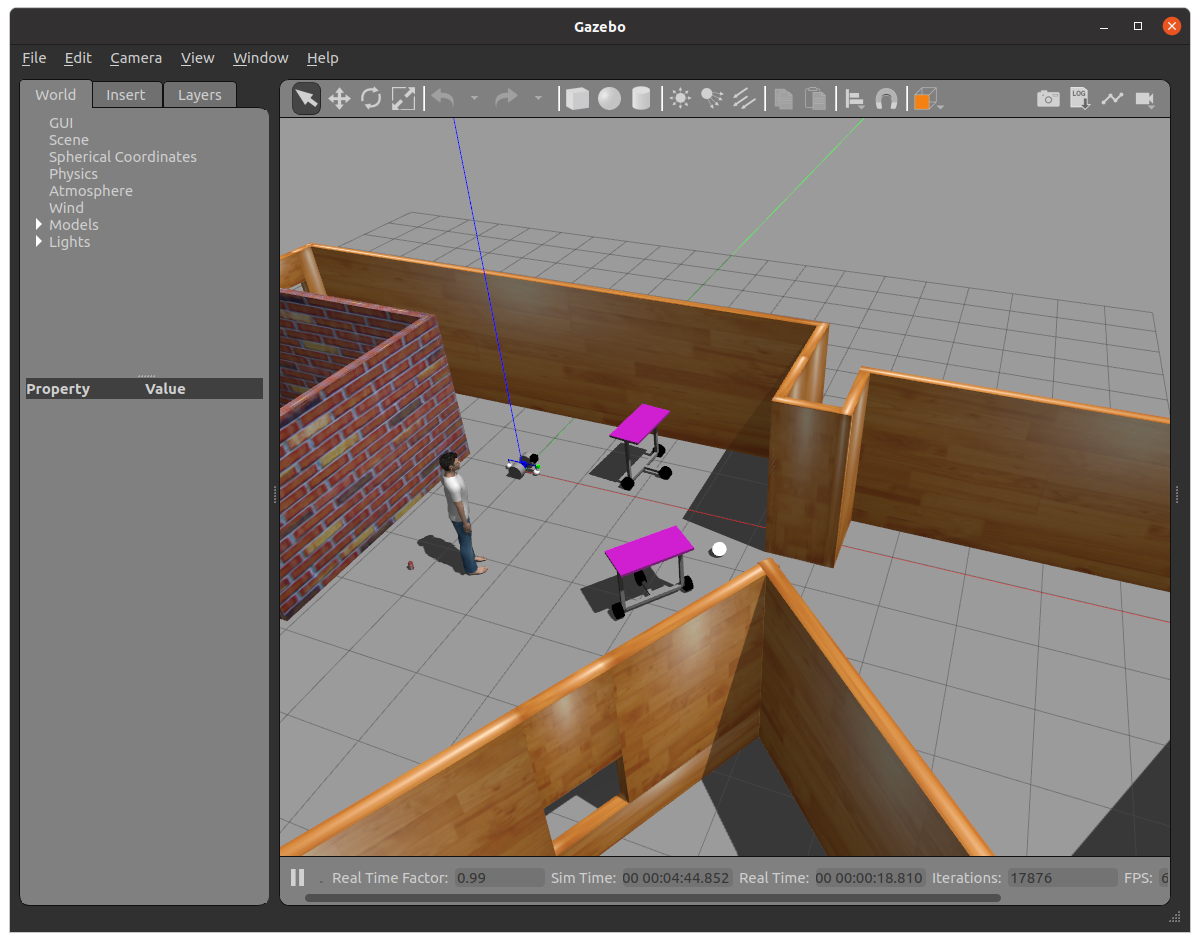 Gazebo
File Edit Camera View Window Help
World Insert Layers
LOG
GUI
Scene
Spherical Coordinates
Physics
Atmosphere
Wind
Models
Lights
Property Value
Real Time Factor: 0.99 Sim Time: 00 00:04:44.852 Real Time: 00 00:00:18.810 Iterations: 17876 FPS: 6